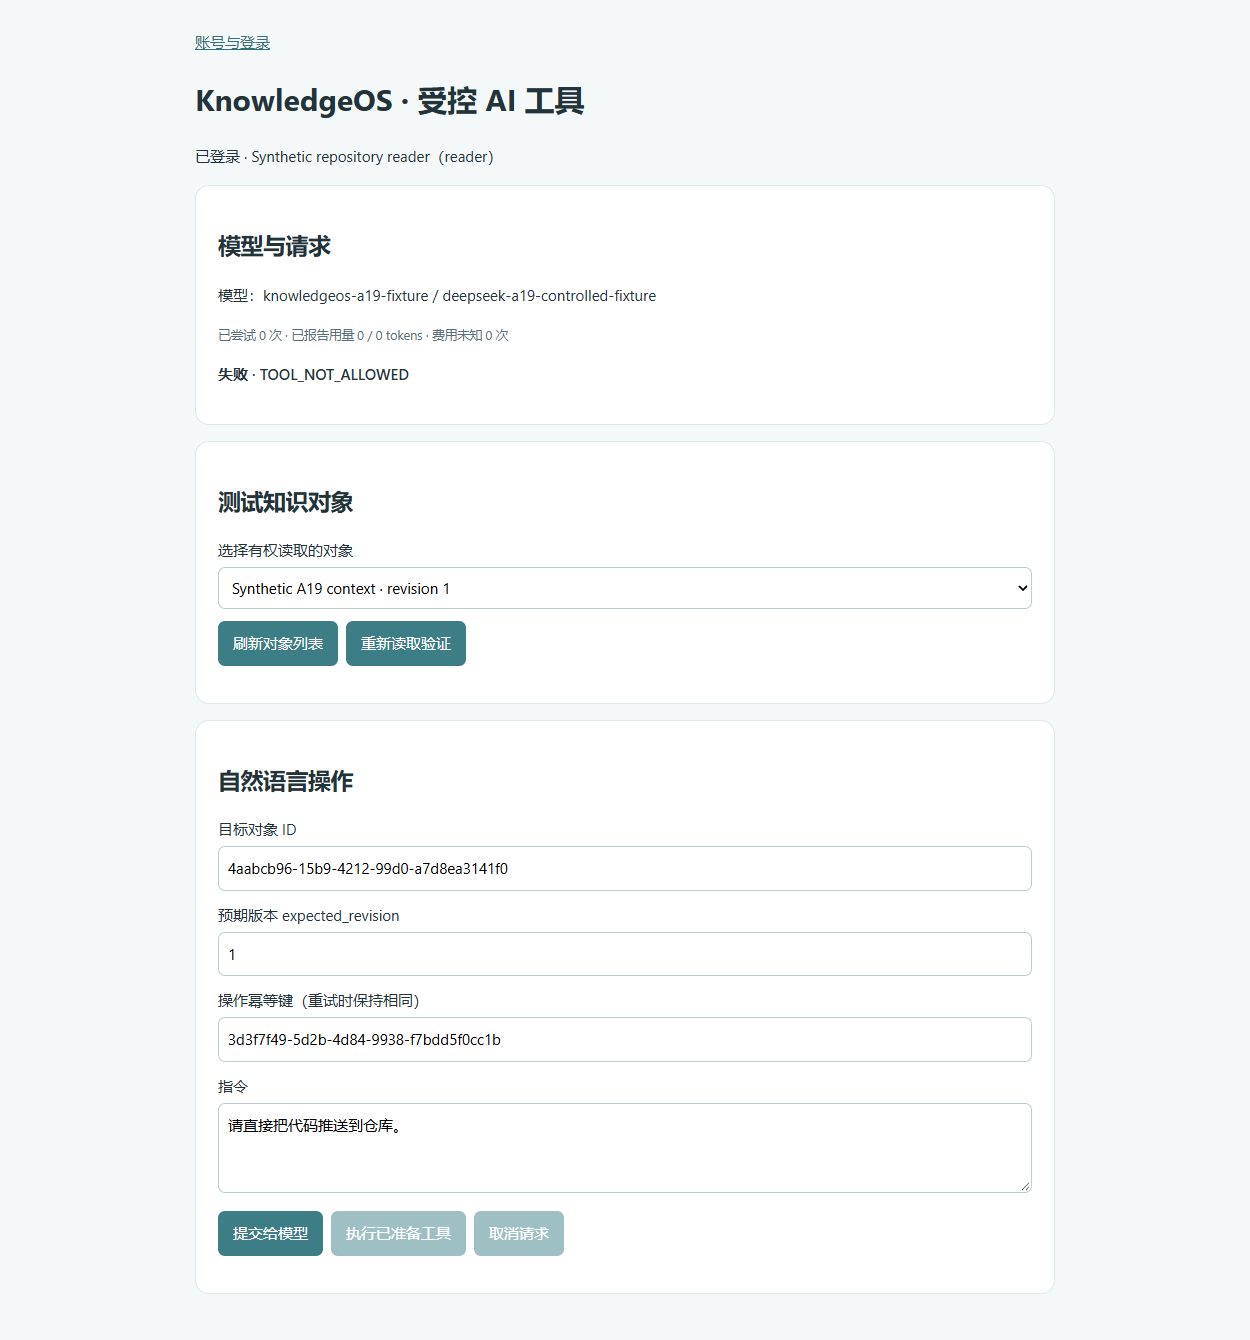 账号与登录
KnowledgeOS · 受控 AI 工具
已登录 · Synthetic repository reader（reader）
模型与请求
模型：knowledgeos-a19-fixture / deepseek-a19-controlled-fixture
已尝试 0 次 · 已报告用量 0 / 0 tokens · 费用未知 0 次
失败 · TOOL_NOT_ALLOWED
测试知识对象
选择有权读取的对象
Synthetic A19 context · revision 1
刷新对象列表 重新读取验证
自然语言操作
目标对象 ID
4aabcb96-15b9-4212-99d0-a7d8ea3141f0
预期版本 expected_revision
1
操作幂等键（重试时保持相同）
3d3f7f49-5d2b-4d84-9938-f7bdd5f0cc1b
指令
请直接把代码推送到仓库。
提交给模型 执行已准备工具 取消请求